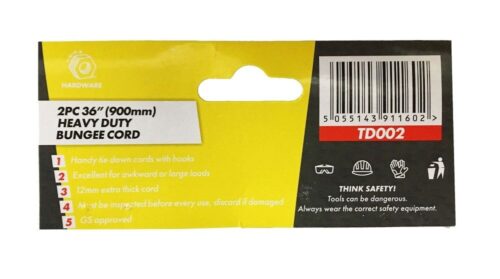 HARDWARE
2PC 36" (900mm)
HEAVY DUTY
BUNGEE CORD
1 Handy tie down cords with hooks
2 Excellent for awkward or large loads
3 12mm extra thick cord
4 Must be inspected before every use, discard if damaged
5 GS approved
5 055143 911602 >
TD002
THINK SAFETY!
Tools can be dangerous.
Always wear the correct safety equipment.